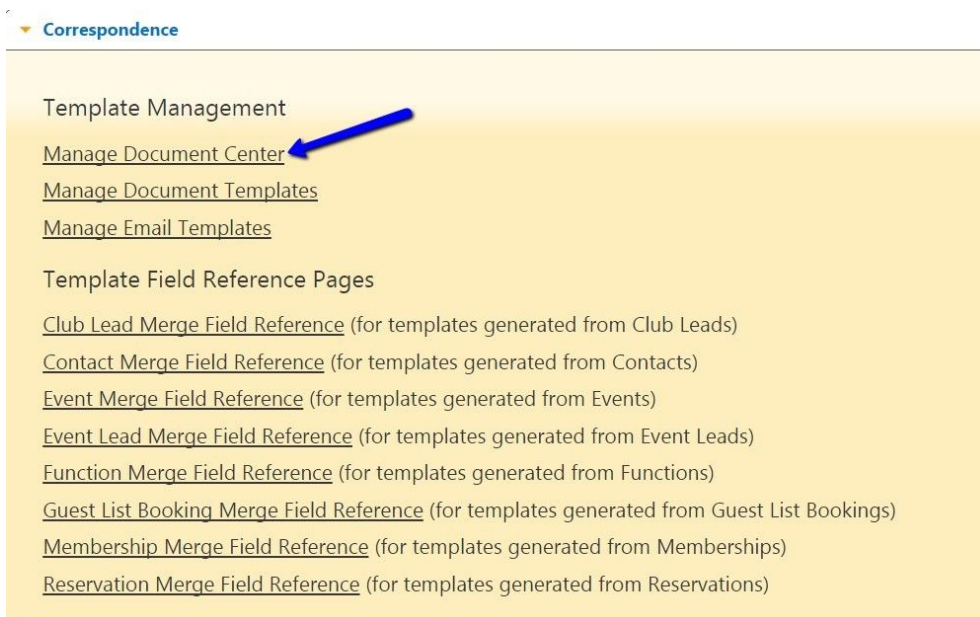 Correspondence
Template Management
Manage Document Center
Manage Document Templates
Manage Email Templates
Template Field Reference Pages
Club Lead Merge Field Reference (for templates generated from Club Leads)
Contact Merge Field Reference (for templates generated from Contacts)
Event Merge Field Reference (for templates generated from Events)
Event Lead Merge Field Reference (for templates generated from Event Leads)
Function Merge Field Reference (for templates generated from Functions)
Guest List Booking Merge Field Reference (for templates generated from Guest List Bookings)
Membership Merge Field Reference (for templates generated from Memberships)
Reservation Merge Field Reference (for templates generated from Reservations)